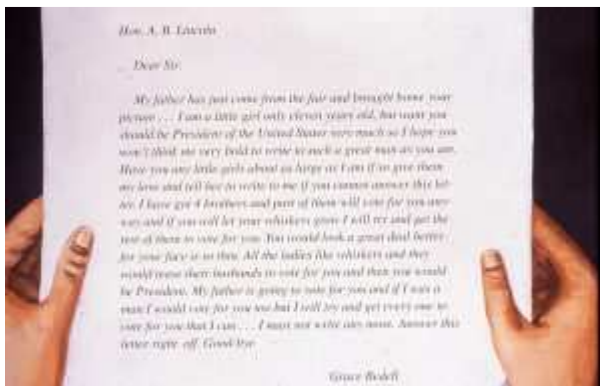 Hon. A. B. Lincoln
Dear Sir
My father has just come from the fair and brought home your
picture . . . I am a little girl only eleven years old, but want you
should be President of the United States very much so I hope you
won't think me very bold to write to such a great man as you are.
Have you any little girls about as large as I am if so give them
my love and tell her to write to me if you cannot answer this let-
ter. I have got 4 brothers and part of them will vote for you any
way and if you will let your whiskers grow I will try and get the
rest of them to vote for you. You would look a great deal better
for your face is so thin. All the ladies like whiskers and they
would tease their husbands to vote for you and then you would
be President. My father is going to vote for you and if I was a
man I would vote for you too but I will try and get every one to
vote for you that I can . . . I must not write any more. Answer this
letter right off. Good-bye
Grace Bedell